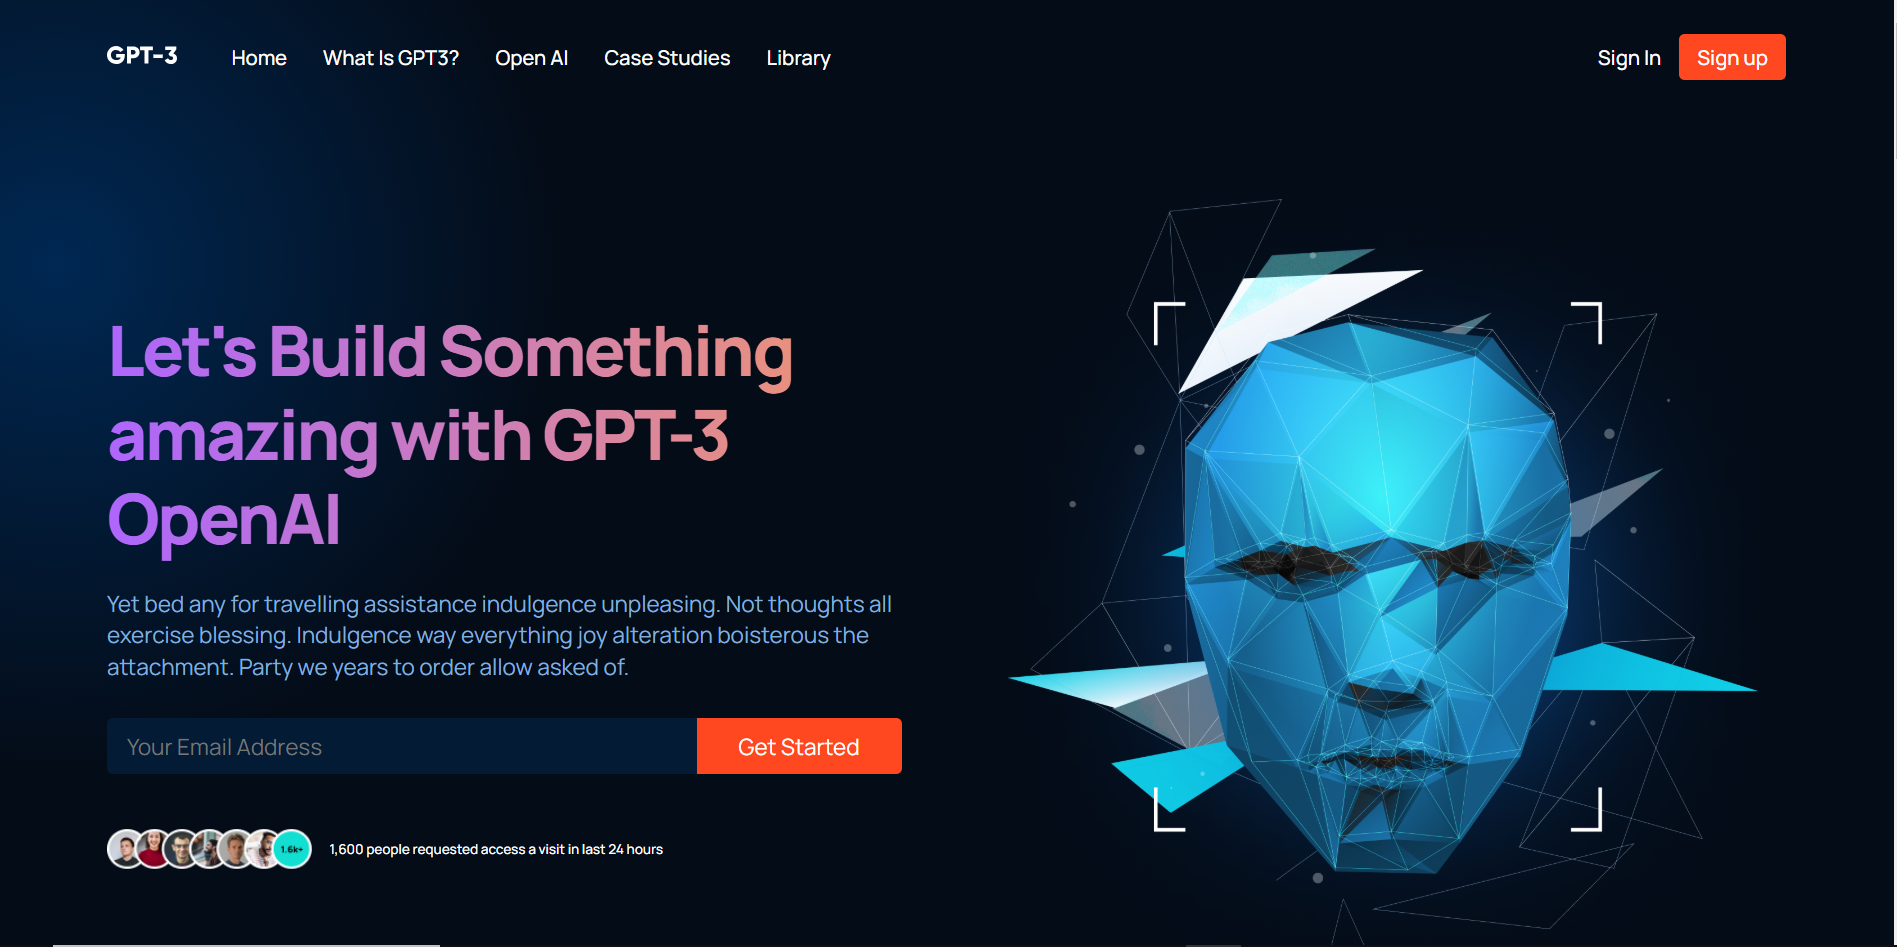 GPT-3 Home What Is GPT3? Open AI Case Studies Library Sign In Sign up
Let's Build Something
amazing with GPT-3
OpenAI
Yet bed any for travelling assistance indulgence unpleasing. Not thoughts all
exercise blessing. Indulgence way everything joy alteration boisterous the
attachment. Party we years to order allow asked of.
Your Email Address Get Started
1.6k+ 1,600 people requested access a visit in last 24 hours